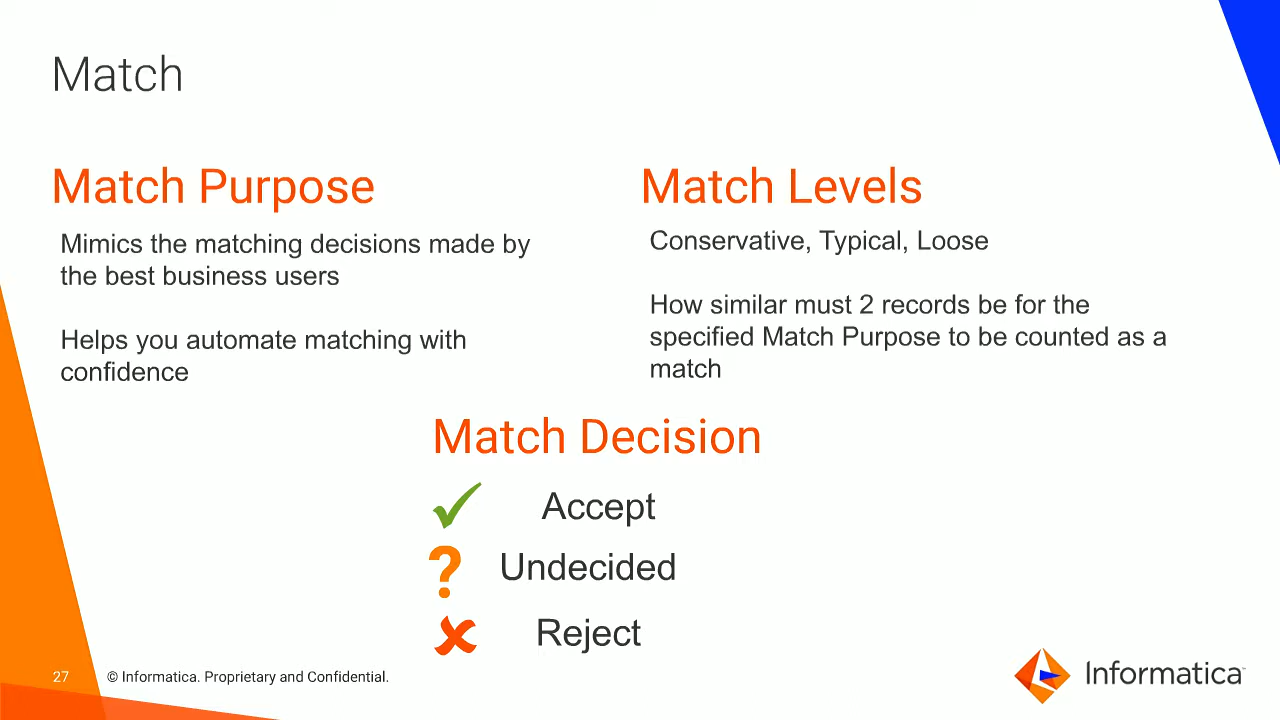 Match
Match Purpose
Mimics the matching decisions made by
the best business users
Helps you automate matching with
confidence
Match Levels
Conservative, Typical, Loose
How similar must 2 records be for the
specified Match Purpose to be counted as a
match
Match Decision
Accept
Undecided
Reject
27
© Informatica. Proprietary and Confidential.
Informatica